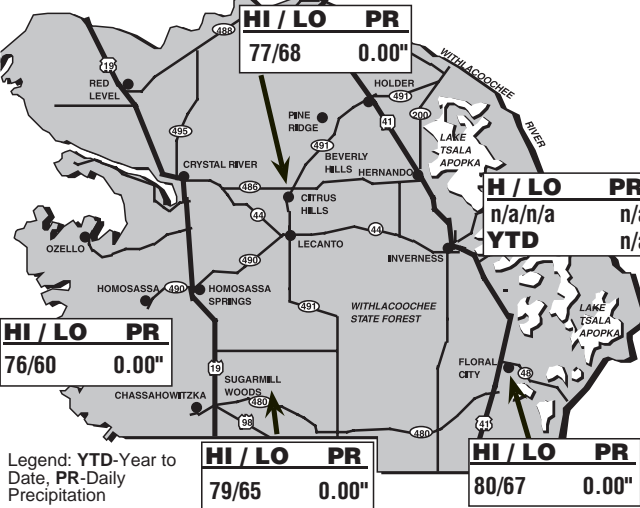 HI / LO PR
77/68 0.00"
488
19
RED
LEVEL
HOLDER
WITHLACOOCHEE
RIVER
491
PINE
RIDGE
41
200
495
491
LAKE
TSALA
APOPKA
BEVERLY
HILLS
CRYSTAL RIVER
HERNANDO
486
CITRUS
HILLS
H / LO PR
n/a/n/a n/a
YTD n/a
44
44
OZELLO
LECANTO
INVERNESS
490
HOMOSASSA
490
HOMOSASSA
SPRINGS
491
WITHLACOOCHEE
STATE FOREST
LAKE
TSALA
APOPKA
HI / LO PR
76/60 0.00"
19
FLORAL
CITY
48
SUGARMILL
WOODS
CHASSAHOWITZKA
480
98
480
41
Legend: YTD-Year to
Date, PR-Daily
Precipitation
HI / LO PR
79/65 0.00"
HI / LO PR
80/67 0.00"